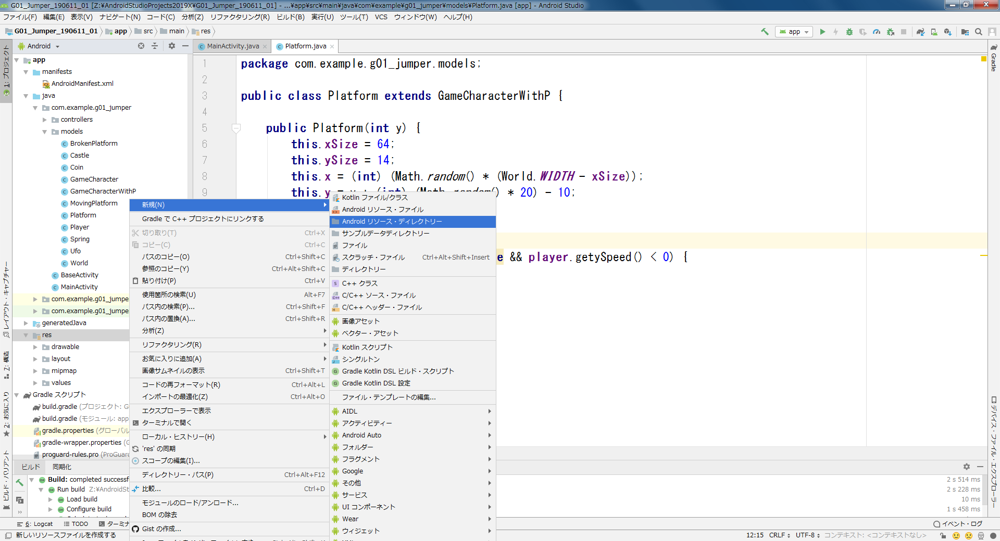 G01_Jumper_190611_01 [Z:¥AndroidStudioProjects2019X¥G01_Jumper_190611_01] - ...¥app¥src¥main¥java¥com¥example¥g01_jumper¥models¥Platform.java [app] - Android Studio
ファイル(F) 編集(E) 表示(V) ナビゲート(N) コード(C) 分析(Z) リファクタリング(R) ビルド(B) 実行(U) ツール(T) VCS ウィンドウ(W) ヘルプ(H)
G01_Jumper_190611_01 app src main res
app
Android
MainActivity.java
Platform.java
1: プロジェクト
レイアウト・キャプチャー
7: 構造
2: お気に入り
ビルド・バリアント
app
manifests
AndroidManifest.xml
java
com.example.g01_jumper
controllers
models
BrokenPlatform
Castle
Coin
GameCharacter
GameCharacterWithP
MovingPlatform
Platform
Player
Spring
Ufo
World
BaseActivity
MainActivity
com.example.g01_jumpe
com.example.g01_jumpe
generatedJava
res
drawable
layout
mipmap
values
Gradle スクリプト
build.gradle (プロジェクト: G
build.gradle (モジュール: app
gradle.properties (グローバル
gradle-wrapper.properties (G
proguard-rules.pro (ProGuard
1 package com.example.g01_jumper.models;
2
3 public class Platform extends GameCharacterWithP {
4
5 public Platform(int y) {
6 this.xSize = 64;
7 this.ySize = 14;
8 this.x = (int) (Math.random() * (World.WIDTH - xSize));
9 this.y = y + (int) (Math.random() * 20) - 10;
e && player.getySpeed() < 0) {
新規(N)
Gradle で C++ プロジェクトにリンクする
切り取り(T) Ctrl+X
コピー(C) Ctrl+C
パスのコピー(O) Ctrl+Shift+C
参照のコピー(Y) Ctrl+Alt+Shift+C
貼り付け(P) Ctrl+V
使用箇所の検索(U) Alt+F7
パス内の検索(P)... Ctrl+Shift+F
パス内の置換(A)... Ctrl+Shift+R
分析(Z)
リファクタリング(R)
お気に入りに追加(A)
画像サムネイルの表示 Ctrl+Shift+T
コードの再フォーマット(R) Ctrl+Alt+L
インポートの最適化(Z) Ctrl+Alt+O
エクスプローラーで表示
ターミナルで開く
ローカル・ヒストリー(H)
'res' の同期
スコープの編集(I)...
ディレクトリー・パス(P) Ctrl+Alt+F12
比較... Ctrl+D
モジュールのロード/アンロード...
BOM の除去
Gist の作成...
Kotlin ファイル/クラス
Android リソース・ファイル
Android リソース・ディレクトリー
サンプルデータディレクトリー
ファイル
スクラッチ・ファイル Ctrl+Alt+Shift+Insert
ディレクトリー
C++ クラス
C/C++ ソース・ファイル
C/C++ ヘッダー・ファイル
画像アセット
ベクター・アセット
Kotlin スクリプト
シングルトン
Gradle Kotlin DSL ビルド・スクリプト
Gradle Kotlin DSL 設定
ファイル・テンプレートの編集...
AIDL
アクティビティー
Android Auto
フォルダー
フラグメント
Google
その他
サービス
UI コンポーネント
Wear
ウィジェット
Gradle
デバイス・ファイル・エクスプローラー
ビルド 同期化
Build: completed successf
Run build Z:¥AndroidSt
Load build
Configure build
2 s 514 ms
2 s 228 ms
10 ms
1 s 458 ms
6: Logcat TODO ターミナ
イベント・ログ
新しいリソースファイルを作成する
12:15 CRLF UTF-8 コンテキスト: <コンテキストなし>